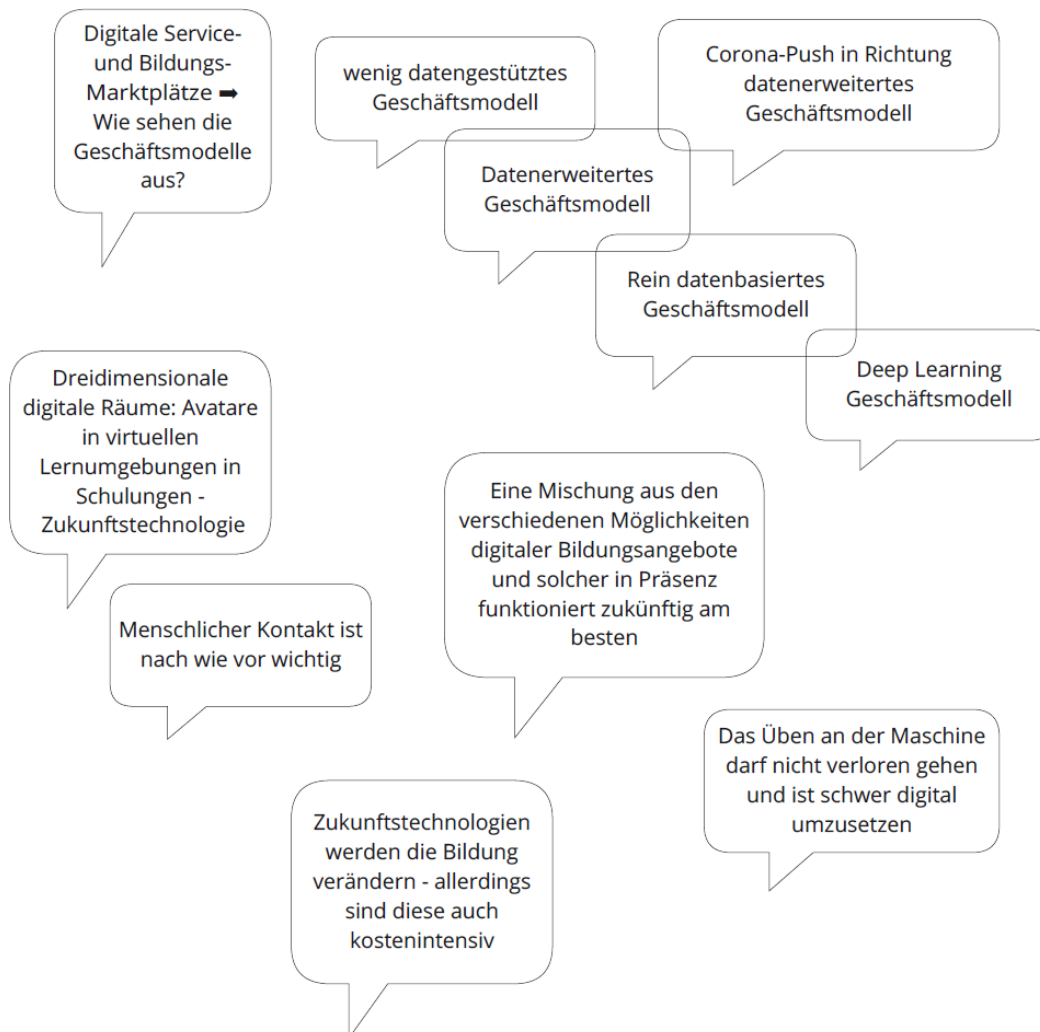 Digitale Service-
und Bildungs-
Marktplätze ➡
Wie sehen die
Geschäftsmodelle
aus?
wenig datengestütztes
Geschäftsmodell
Corona-Push in Richtung
datenerweitertes
Geschäftsmodell
Datenerweitertes
Geschäftsmodell
Rein datenbasiertes
Geschäftsmodell
Deep Learning
Geschäftsmodell
Dreidimensionale
digitale Räume: Avatare
in virtuellen
Lernumgebungen in
Schulungen -
Zukunftstechnologie
Eine Mischung aus den
verschiedenen Möglichkeiten
digitaler Bildungsangebote
und solcher in Präsenz
funktioniert zukünftig am
besten
Menschlicher Kontakt ist
nach wie vor wichtig
Das Üben an der Maschine
darf nicht verloren gehen
und ist schwer digital
umzusetzen
Zukunftstechnologien
werden die Bildung
verändern - allerdings
sind diese auch
kostenintensiv